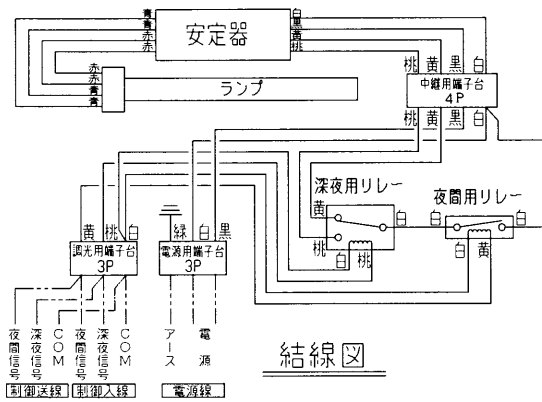 青
青
赤
赤
安定器
白
黒
黄
桃
赤
赤
青
青
ランプ
桃 黄 黒 白
中継用端子台
4P
桃 黄 黒 白
深夜用リレー
夜間用リレー
黄
桃
白
白 桃
白
白
白 黄
黄 桃 白
調光用端子台
3P
緑 白 黒
電源用端子台
3P
夜間信号
深夜信号
COM
夜間信号
深夜信号
COM
アース
電源
制御送線
制御入線
電源線
結線図